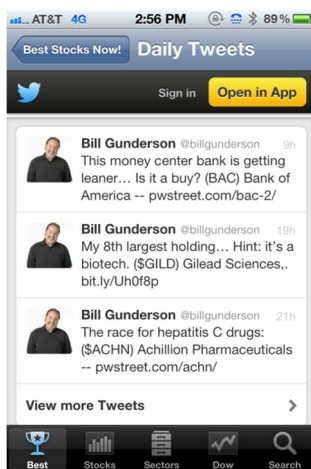 AT&T 4G 2:56 PM 89%
Best Stocks Now! Daily Tweets
Sign in Open in App
Bill Gunderson @billgunderson 9h
This money center bank is getting
leaner… Is it a buy? (BAC) Bank of
America -- pwstreet.com/bac-2/
Bill Gunderson @billgunderson 19h
My 8th largest holding… Hint: it's a
biotech. ($GILD) Gilead Sciences,.
bit.ly/Uh0f8p
Bill Gunderson @billgunderson 21h
The race for hepatitis C drugs:
($ACHN) Achillion Pharmaceuticals
-- pwstreet.com/achn/
View more Tweets
Best Stocks Sectors Dow Search